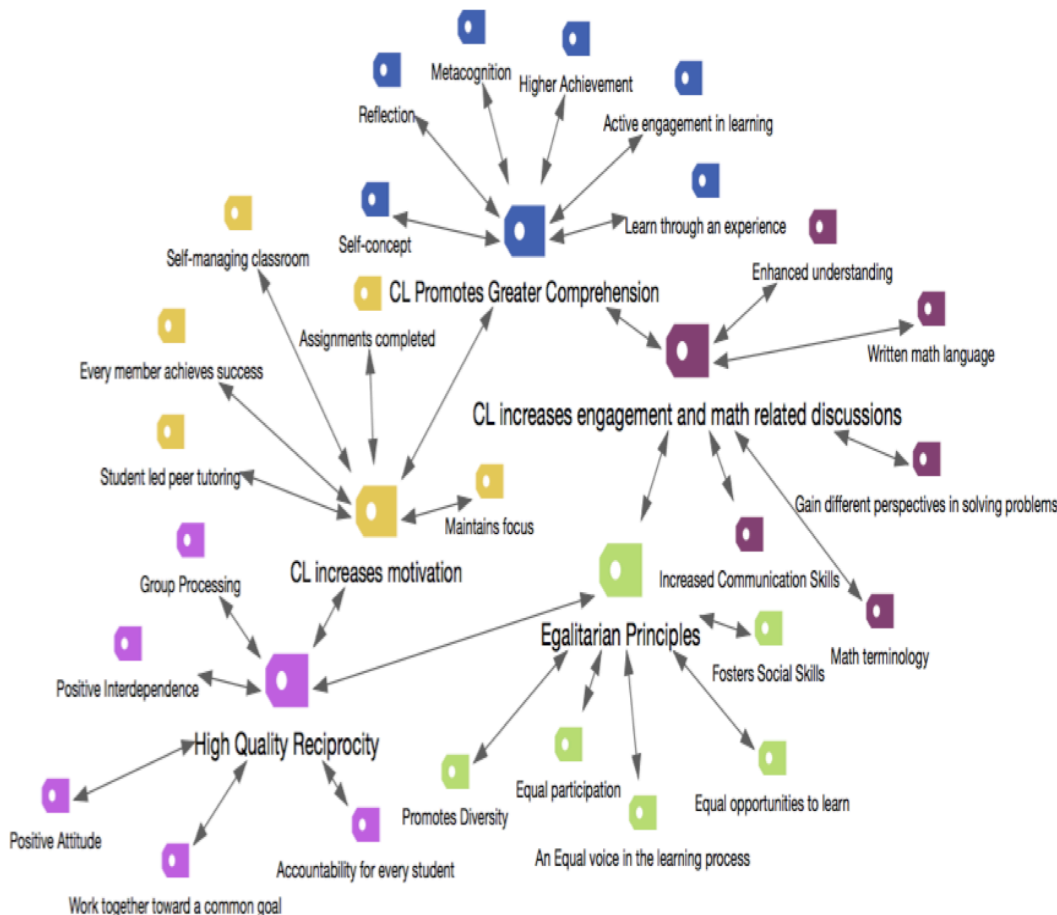 Metacognition
Higher Achievement
Reflection
Active engagement in learning
Self-concept
Learn through an experience
Self-managing classroom
Enhanced understanding
CL Promotes Greater Comprehension
Assignments completed
Written math language
Every member achieves success
CL increases engagement and math related discussions
Student led peer tutoring
Gain different perspectives in solving problems
Maintains focus
CL increases motivation
Increased Communication Skills
Group Processing
Egalitarian Principles
Math terminology
Fosters Social Skills
Positive Interdependence
High Quality Reciprocity
Equal participation
Equal opportunities to learn
Promotes Diversity
Positive Attitude
An Equal voice in the learning process
Accountability for every student
Work together toward a common goal